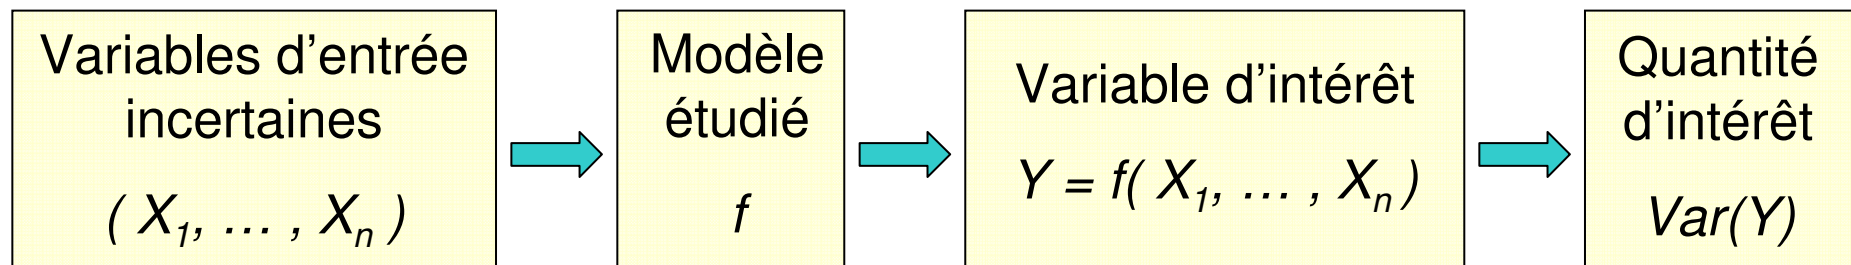 Variables d’entrée
incertaines
( X1, … , Xn )
Modèle
étudié
f
Variable d’intérêt
Y = f( X1, … , Xn )
Quantité
d’intérêt
Var(Y)